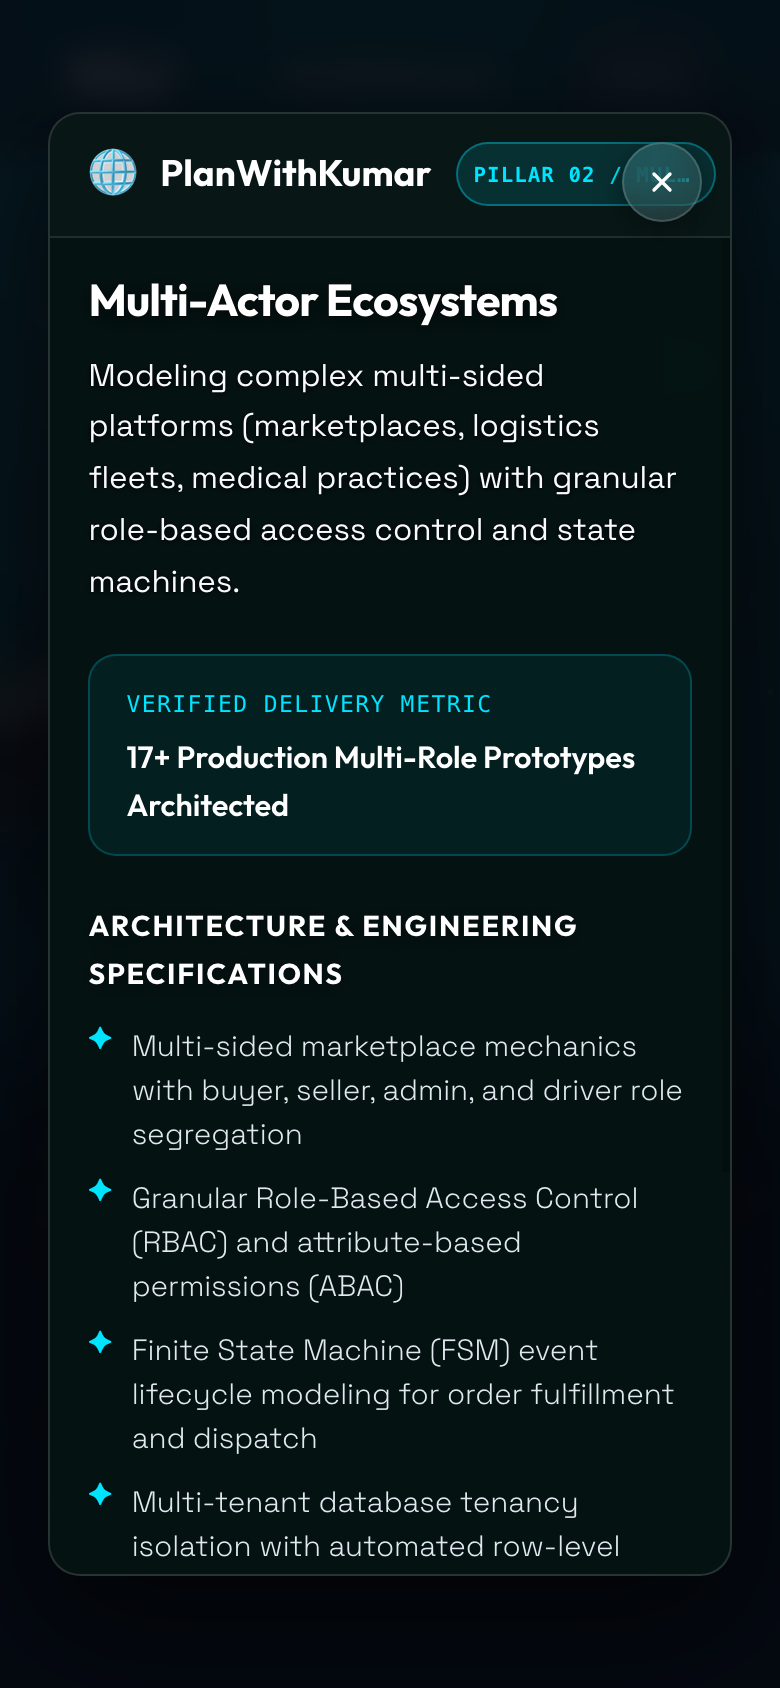 PlanWithKumar
PILLAR 02 /
Multi-Actor Ecosystems
Modeling complex multi-sided
platforms (marketplaces, logistics
fleets, medical practices) with granular
role-based access control and state
machines.
VERIFIED DELIVERY METRIC
17+ Production Multi-Role Prototypes
Architected
ARCHITECTURE & ENGINEERING
SPECIFICATIONS
Multi-sided marketplace mechanics
with buyer, seller, admin, and driver role
segregation
Granular Role-Based Access Control
(RBAC) and attribute-based
permissions (ABAC)
Finite State Machine (FSM) event
lifecycle modeling for order fulfillment
and dispatch
Multi-tenant database tenancy
isolation with automated row-level